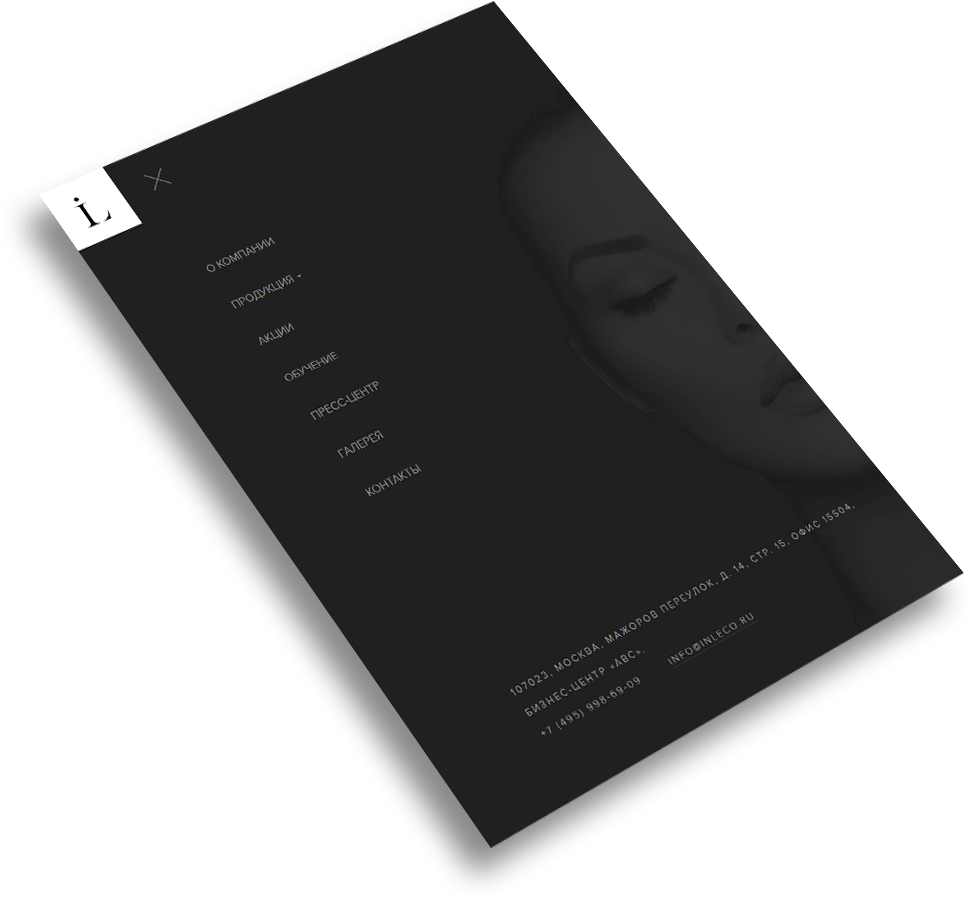 iL
О КОМПАНИИ
ПРОДУКЦИЯ
АКЦИИ
ОБУЧЕНИЕ
ПРЕСС-ЦЕНТР
ГАЛЕРЕЯ
КОНТАКТЫ
107023, МОСКВА, МАЖОРОВ ПЕРЕУЛОК, Д. 14, СТР. 15, ОФИС 15504,
БИЗНЕС-ЦЕНТР «АВС».
+7 (495) 998-69-09 INFO@INLECO.RU